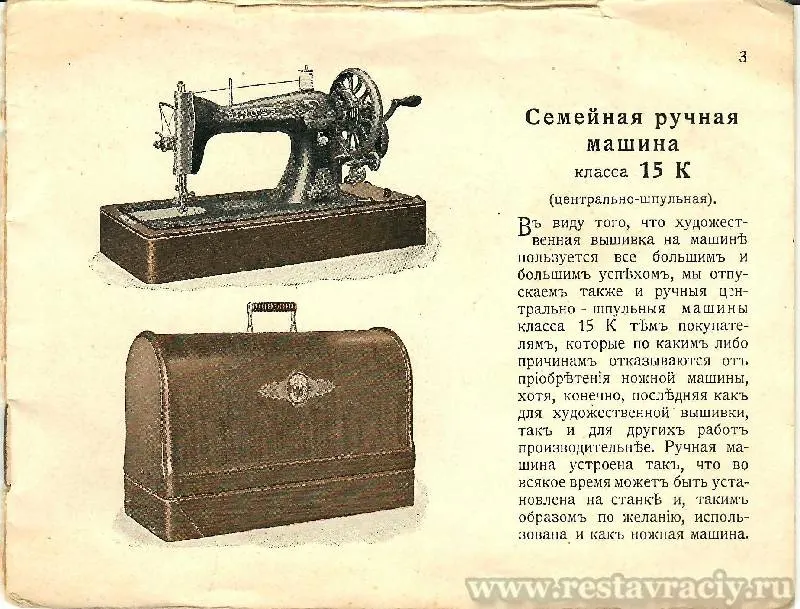 3
Семейная ручная
машина
класса 15 К
(центрально-шпульная).
Въ виду того, что художест-
венная вышивка на машинѣ
пользуется все большимъ и
большимъ успѣхомъ, мы отпу-
скаемъ также и ручныя цен-
трально - шпульныя машины
класса 15 К тѣмъ покупате-
лямъ, которые по какимъ либо
причинамъ отказываются отъ
пріобрѣтенія ножной машины,
хотя, конечно, послѣдняя какъ
для художественной вышивки,
такъ и для другихъ работъ
производительнѣе. Ручная ма-
шина устроена такъ, что во
всякое время можетъ быть уста-
новлена на станкѣ и, такимъ
образомъ по желанію, исполь-
зована и какъ ножная машина.
www.restavraciy.ru